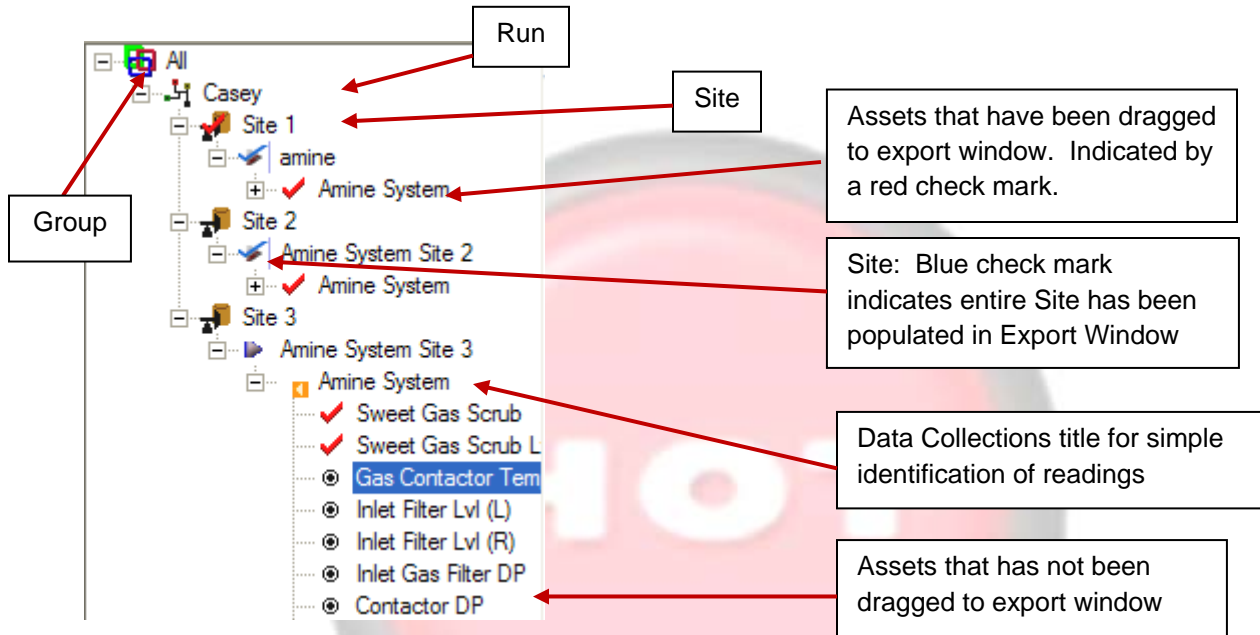 Run
All
Casey
Site
Site 1
amine
Amine System
Assets that have been dragged
to export window. Indicated by
a red check mark.
Group
Site 2
Amine System Site 2
Amine System
Site: Blue check mark
indicates entire Site has been
populated in Export Window
Site 3
Amine System Site 3
Amine System
Sweet Gas Scrub
Sweet Gas Scrub L
Gas Contactor Tem
Inlet Filter Lvl (L)
Inlet Filter Lvl (R)
Inlet Gas Filter DP
Contactor DP
Data Collections title for simple
identification of readings
Assets that has not been
dragged to export window